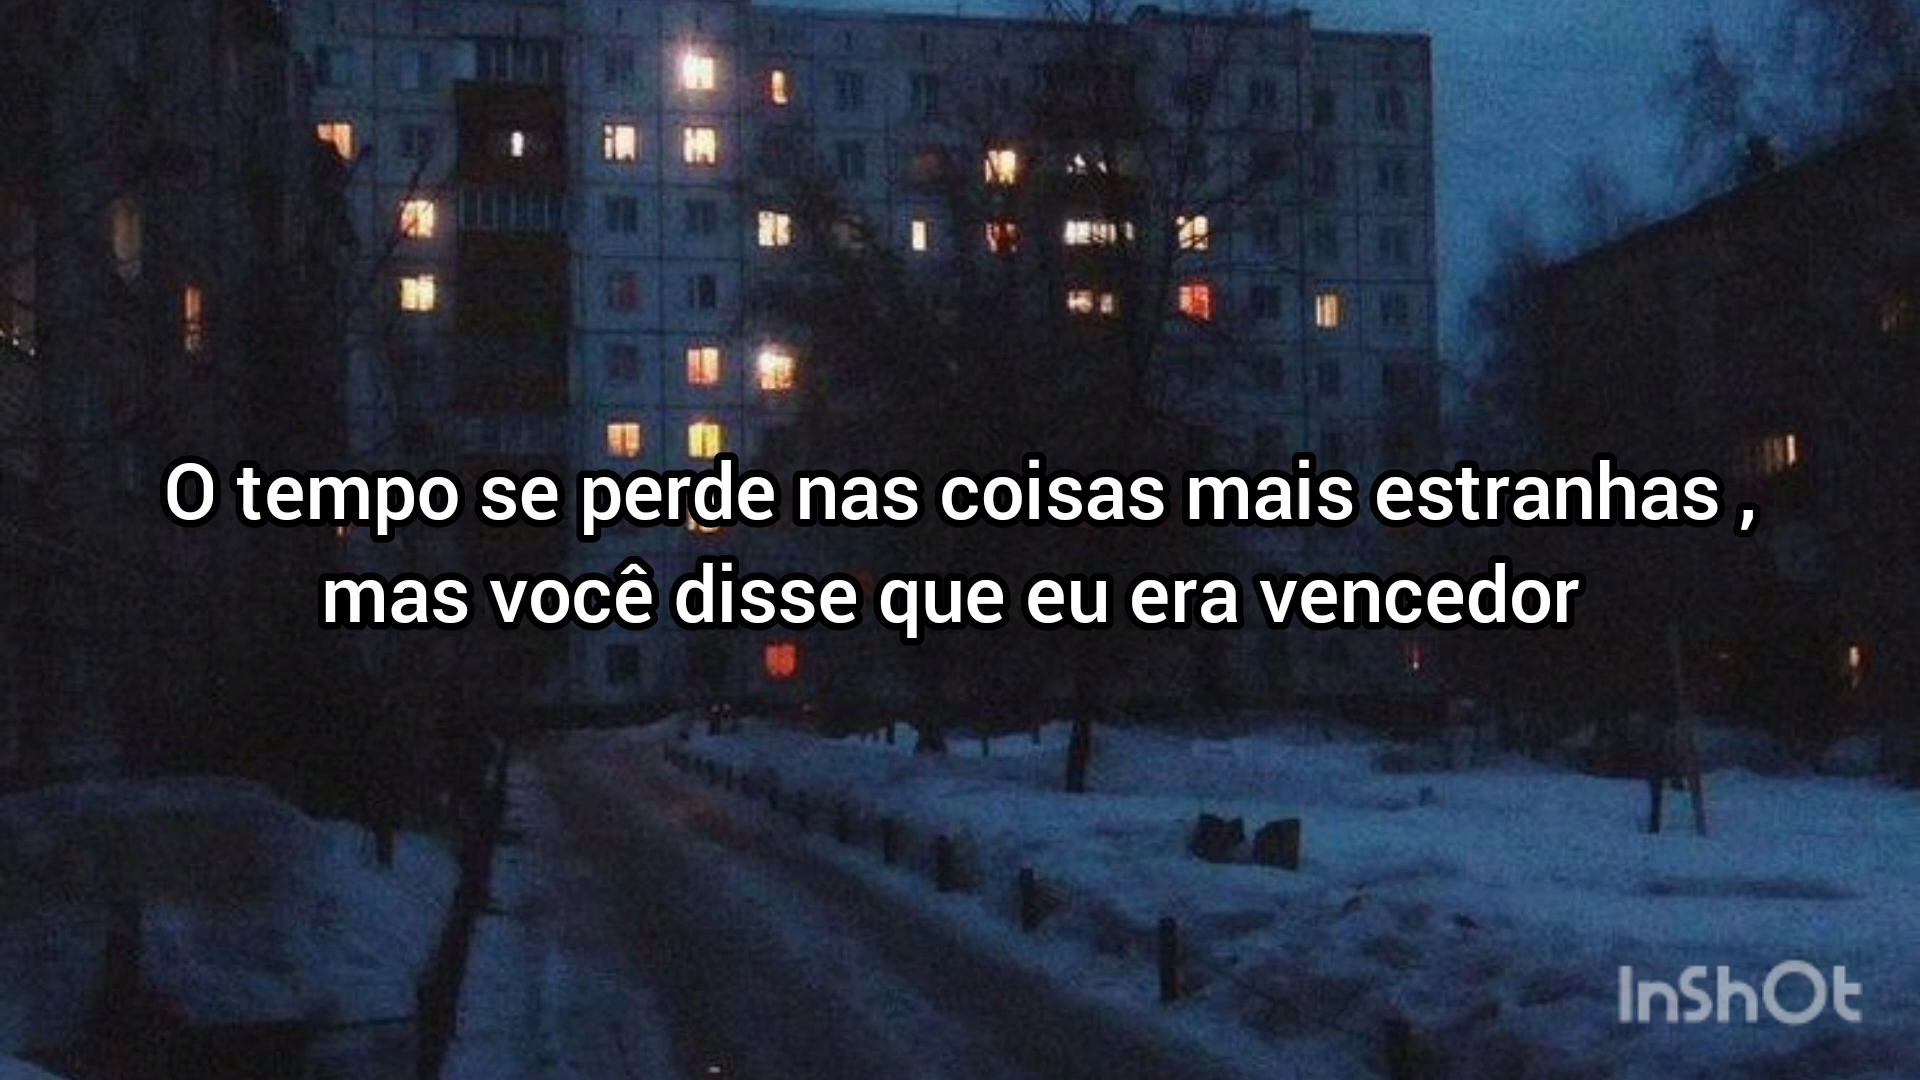 O tempo se perde nas coisas mais estranhas ,
mas você disse que eu era vencedor
InShOt